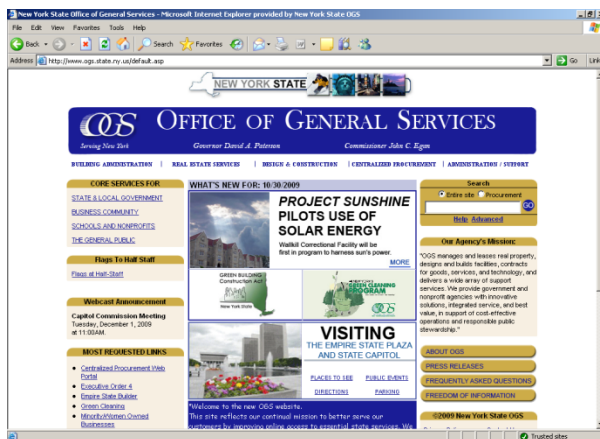 New York State Office of General Services - Microsoft Internet Explorer provided by New York State OGS
File Edit View Favorites Tools Help
Back Search Favorites
Address http://www.ogs.state.ny.us/default.asp Go Link
NEW YORK STATE
OGS
Serving New York
OFFICE OF GENERAL SERVICES
Governor David A. Paterson Commissioner John C. Egan
BUILDING ADMINISTRATION | REAL ESTATE SERVICES | DESIGN & CONSTRUCTION | CENTRALIZED PROCUREMENT | ADMINISTRATION / SUPPORT
CORE SERVICES FOR
STATE & LOCAL GOVERNMENT
BUSINESS COMMUNITY
SCHOOLS AND NONPROFITS
THE GENERAL PUBLIC
Flags To Half Staff
Flags at Half-Staff
Webcast Announcement
Capitol Commission Meeting
Tuesday, December 1, 2009
at 11:00AM.
MOST REQUESTED LINKS
Centralized Procurement Web
Portal
Executive Order 4
Empire State Builder
Green Cleaning
Minority/Women-Owned
Businesses
WHAT'S NEW FOR: 10/30/2009
PROJECT SUNSHINE
PILOTS USE OF
SOLAR ENERGY
Wallkill Correctional Facility will be
first in program to harness sun's power.
MORE
GREEN BUILDING
Construction Act
New York State
GREEN CLEANING
PROGRAM
OGS
VISITING
THE EMPIRE STATE PLAZA
AND STATE CAPITOL
PLACES TO SEE PUBLIC EVENTS
DIRECTIONS PARKING
"Welcome to the new OGS website.
This site reflects our continual mission to better serve our
customers by improving online access to essential state services. We
Search
Entire site Procurement
GO
Help Advanced
Our Agency's Mission:
"OGS manages and leases real property,
designs and builds facilities, contracts
for goods, services, and technology, and
delivers a wide array of support
services. We provide government and
nonprofit agencies with innovative
solutions, integrated service, and best
value, in support of cost-effective
operations and responsible public
stewardship."
ABOUT OGS
PRESS RELEASES
FREQUENTLY ASKED QUESTIONS
FREEDOM OF INFORMATION
©2009 New York State OGS
Trusted sites